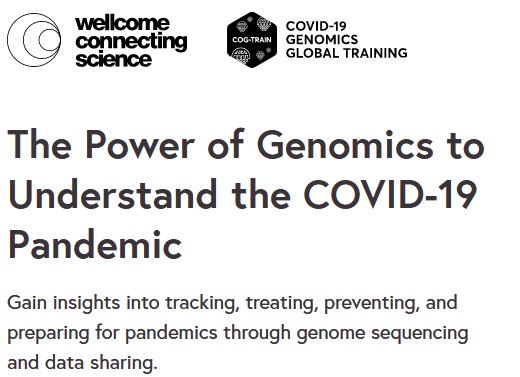 wellcome
connecting
science
COG-TRAIN
COVID-19
GENOMICS
GLOBAL TRAINING
The Power of Genomics to
Understand the COVID-19
Pandemic
Gain insights into tracking, treating, preventing, and
preparing for pandemics through genome sequencing
and data sharing.